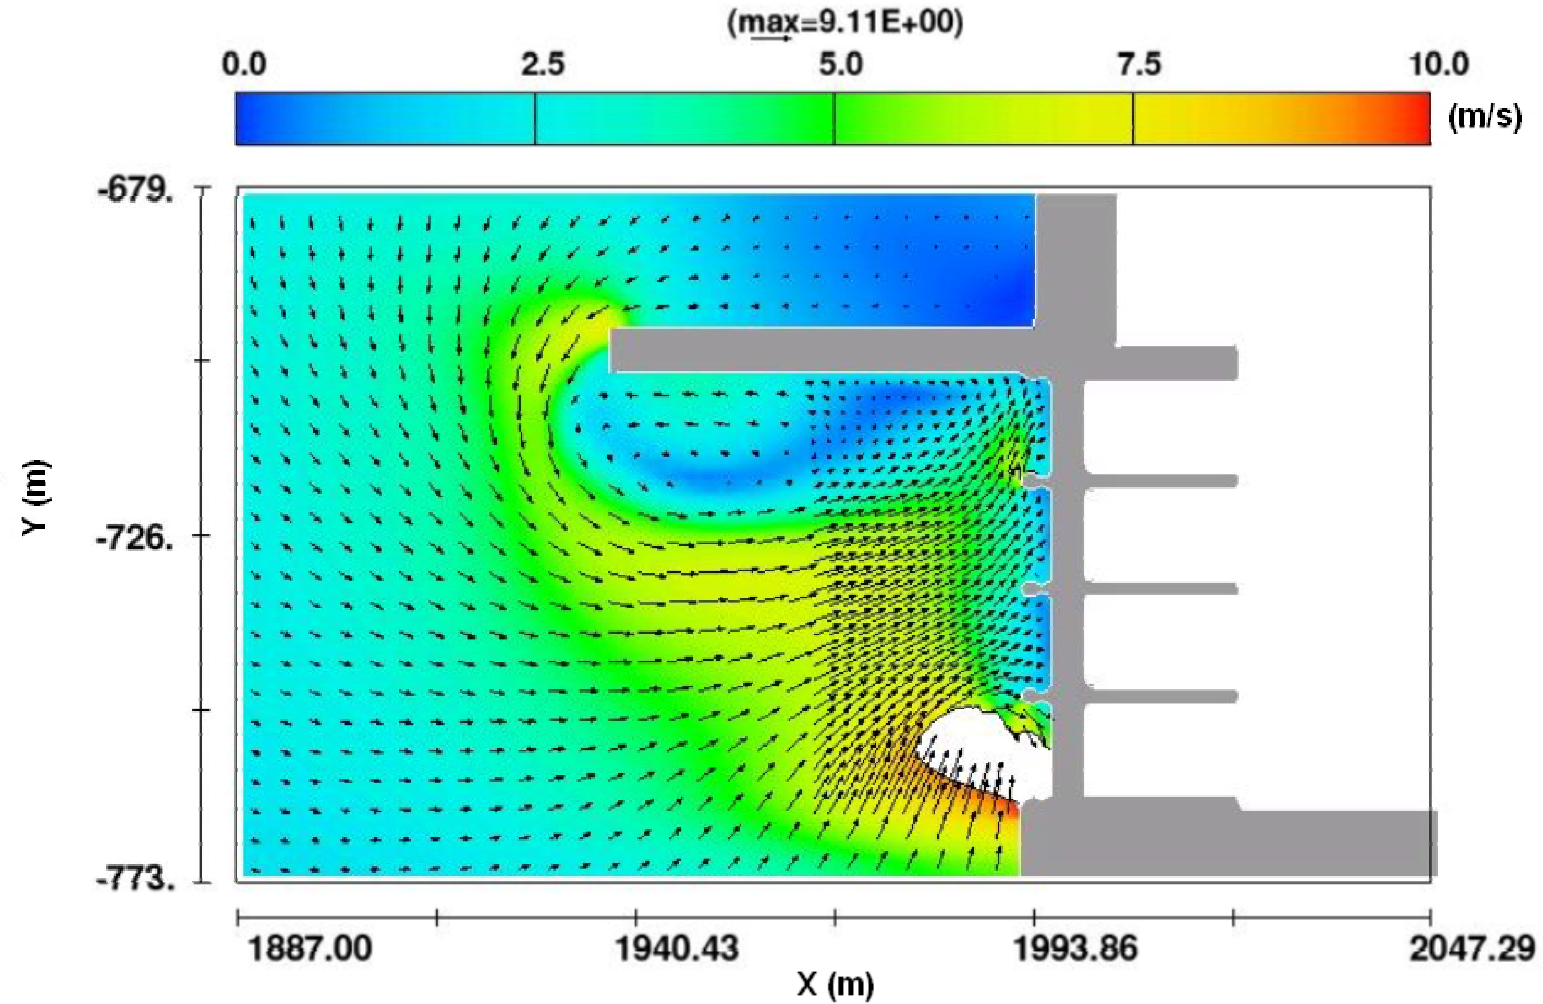 (max=9.11E+00)
0.0 2.5 5.0 7.5 10.0
(m/s)
-679.
-726.
-773.
Y (m)
1887.00 1940.43 1993.86 2047.29
X (m)